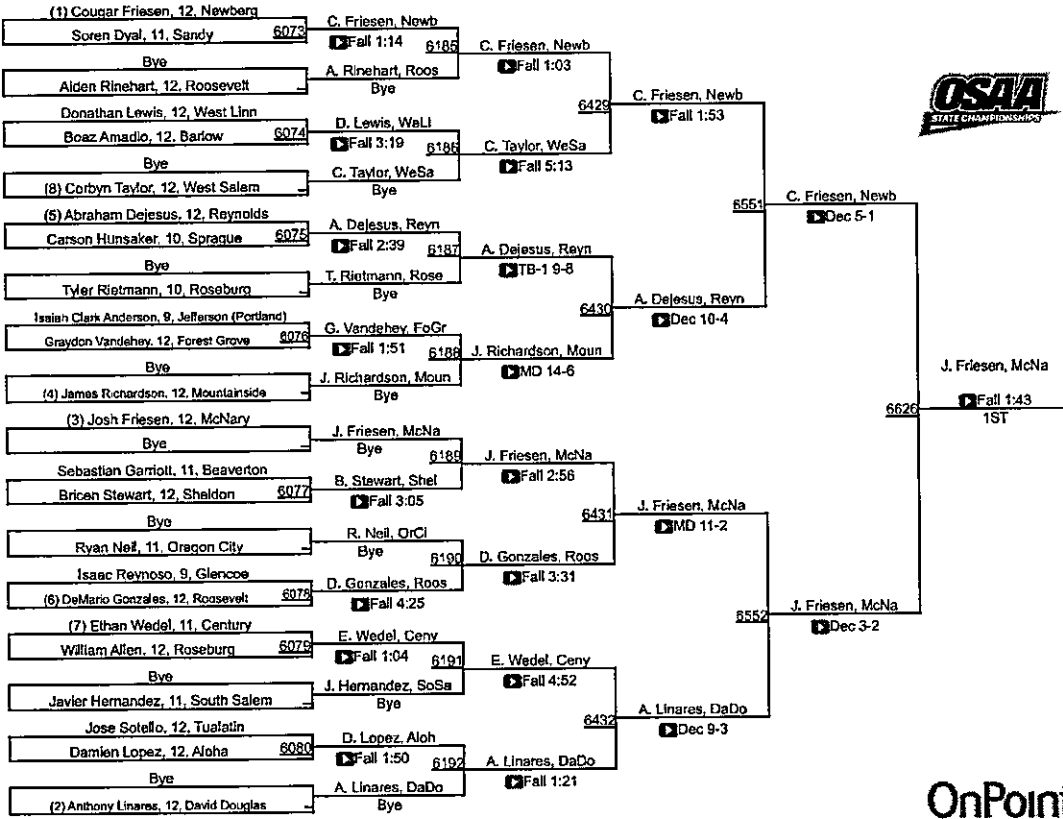 (1) Cougar Friesen, 12, Newberg
Soren Dyal, 11, Sandy
6073
Bye
Aiden Rinehart, 12, Roosevelt
Donathan Lewis, 12, West Linn
Boaz Amadio, 12, Barlow
6074
Bye
(8) Corbyn Taylor, 12, West Salem
(5) Abraham Dejesus, 12, Reynolds
Carson Hunsaker, 10, Sprague
6075
Bye
Tyler Rietmann, 10, Roseburg
Isaiah Clark Anderson, 9, Jefferson (Portland)
Graydon Vandehey, 12, Forest Grove
6076
Bye
(4) James Richardson, 12, Mountainside
(3) Josh Friesen, 12, McNary
Bye
Sebastian Garriott, 11, Beaverton
Bricen Stewart, 12, Sheldon
6077
Bye
Ryan Neil, 11, Oregon City
Isaac Reynoso, 9, Glencoe
(6) DeMario Gonzales, 12, Roosevelt
6078
(7) Ethan Wedel, 11, Century
William Allen, 12, Roseburg
6079
Bye
Javier Hernandez, 11, South Salem
Jose Sotello, 12, Tualatin
Damien Lopez, 12, Aloha
6080
Bye
(2) Anthony Linares, 12, David Douglas
C. Friesen, Newb
Fall 1:14
6185
A. Rinehart, Roos
Bye
D. Lewis, WeLi
Fall 3:19
6186
C. Taylor, WeSa
Bye
A. Dejesus, Reyn
Fall 2:39
6187
T. Rietmann, Rose
Bye
G. Vandehey, FoGr
Fall 1:51
6188
J. Richardson, Moun
Bye
J. Friesen, McNa
Bye
6189
B. Stewart, Shel
Fall 3:05
R. Neil, OrCi
Bye
6190
D. Gonzales, Roos
Fall 4:25
E. Wedel, Ceny
Fall 1:04
6191
J. Hernandez, SoSa
Bye
D. Lopez, Aloh
Fall 1:50
6192
A. Linares, DaDo
Bye
C. Friesen, Newb
Fall 1:03
6429
C. Taylor, WeSa
Fall 5:13
A. Dejesus, Reyn
TB-1 9-8
6430
J. Richardson, Moun
MD 14-6
J. Friesen, McNa
Fall 2:56
6431
D. Gonzales, Roos
Fall 3:31
E. Wedel, Ceny
Fall 4:52
6432
A. Linares, DaDo
Fall 1:21
C. Friesen, Newb
Fall 1:53
6551
A. Dejesus, Reyn
Dec 10-4
J. Friesen, McNa
MD 11-2
6552
A. Linares, DaDo
Dec 9-3
C. Friesen, Newb
Dec 5-1
6626
J. Friesen, McNa
Dec 3-2
J. Friesen, McNa
Fall 1:43
1ST
OSAA
STATE CHAMPIONSHIPS
OnPoint